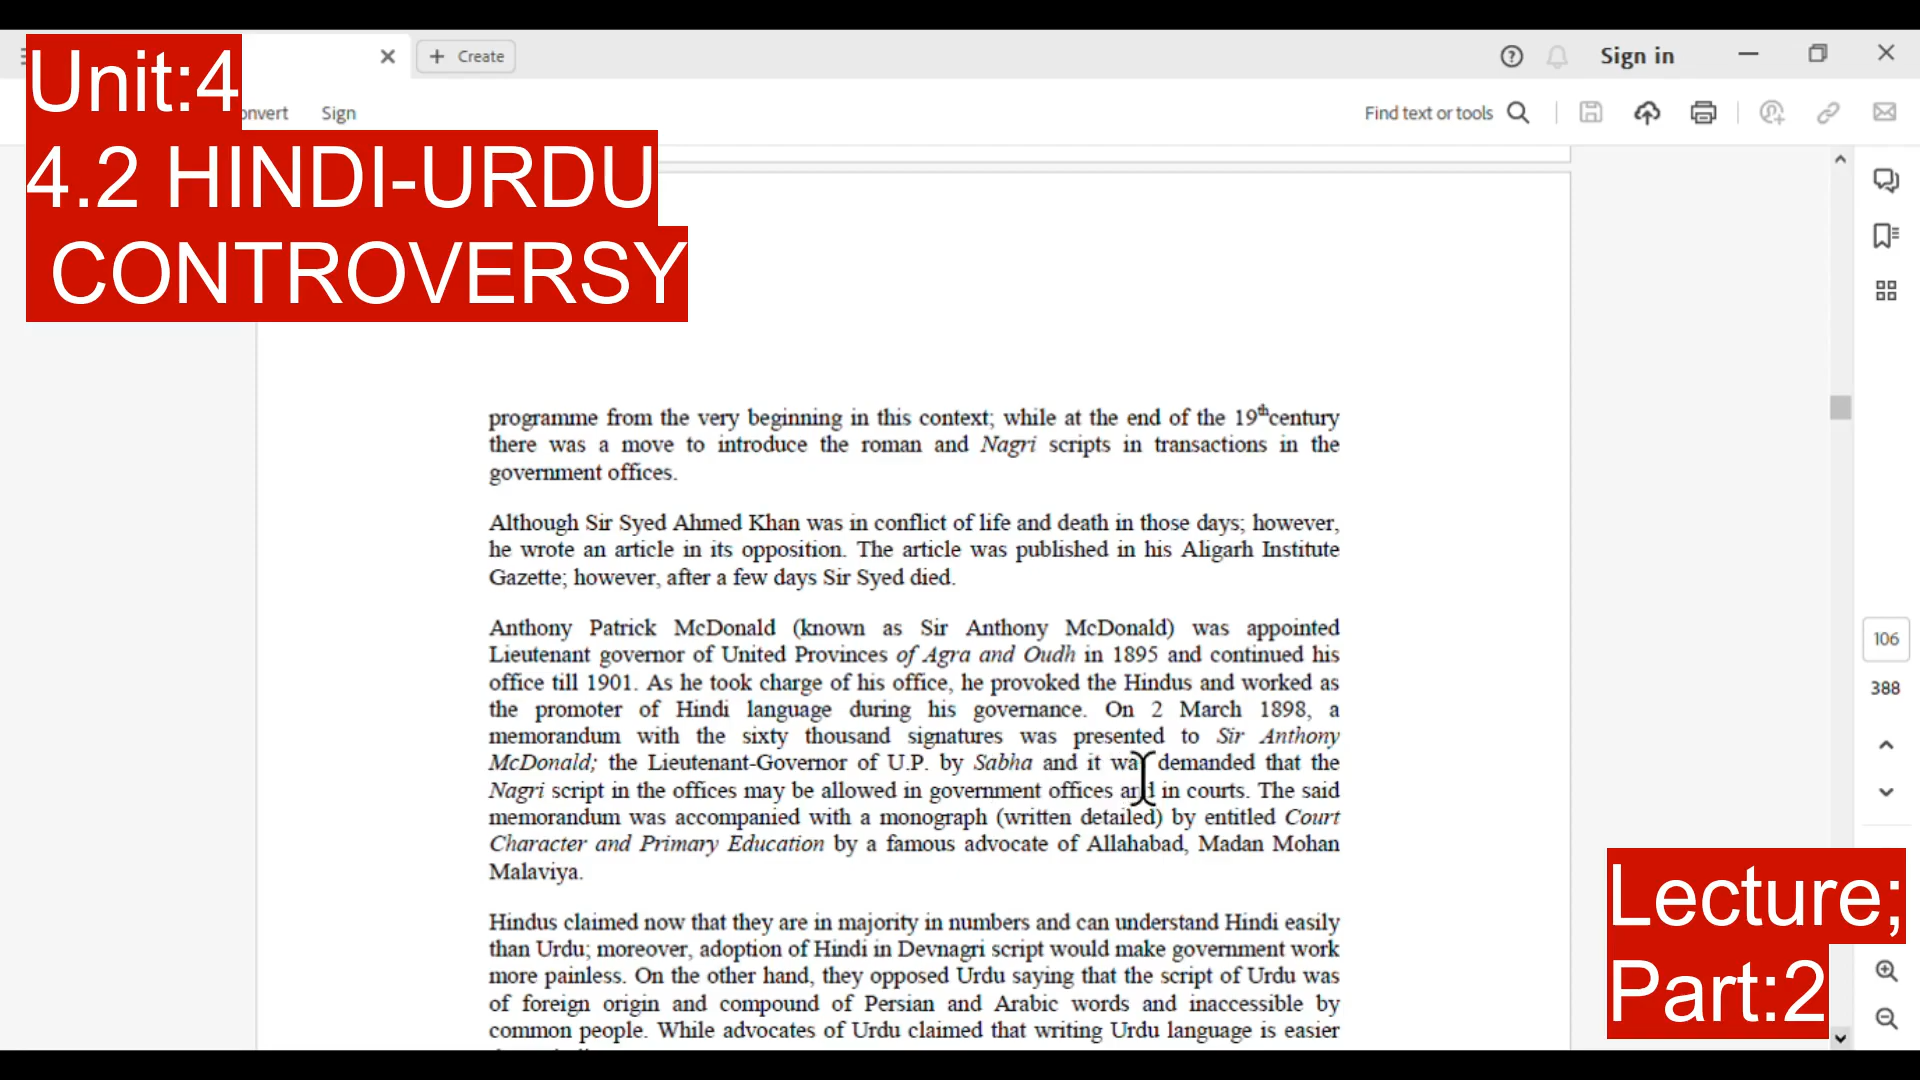 Unit:4
4.2 HINDI-URDU
CONTROVERSY
Create
Sign in
onvert
Sign
Find text or tools
programme from the very beginning in this context; while at the end of the 19thcentury
there was a move to introduce the roman and Nagri scripts in transactions in the
government offices.
Although Sir Syed Ahmed Khan was in conflict of life and death in those days; however,
he wrote an article in its opposition. The article was published in his Aligarh Institute
Gazette; however, after a few days Sir Syed died.
Anthony Patrick McDonald (known as Sir Anthony McDonald) was appointed
Lieutenant governor of United Provinces of Agra and Oudh in 1895 and continued his
office till 1901. As he took charge of his office, he provoked the Hindus and worked as
the promoter of Hindi language during his governance. On 2 March 1898, a
memorandum with the sixty thousand signatures was presented to Sir Anthony
McDonald; the Lieutenant-Governor of U.P. by Sabha and it wa demanded that the
Nagri script in the offices may be allowed in government offices and in courts. The said
memorandum was accompanied with a monograph (written detailed) by entitled Court
Character and Primary Education by a famous advocate of Allahabad, Madan Mohan
Malaviya.
Hindus claimed now that they are in majority in numbers and can understand Hindi easily
than Urdu; moreover, adoption of Hindi in Devnagri script would make government work
more painless. On the other hand, they opposed Urdu saying that the script of Urdu was
of foreign origin and compound of Persian and Arabic words and inaccessible by
common people. While advocates of Urdu claimed that writing Urdu language is easier
106
388
Lecture;
Part:2